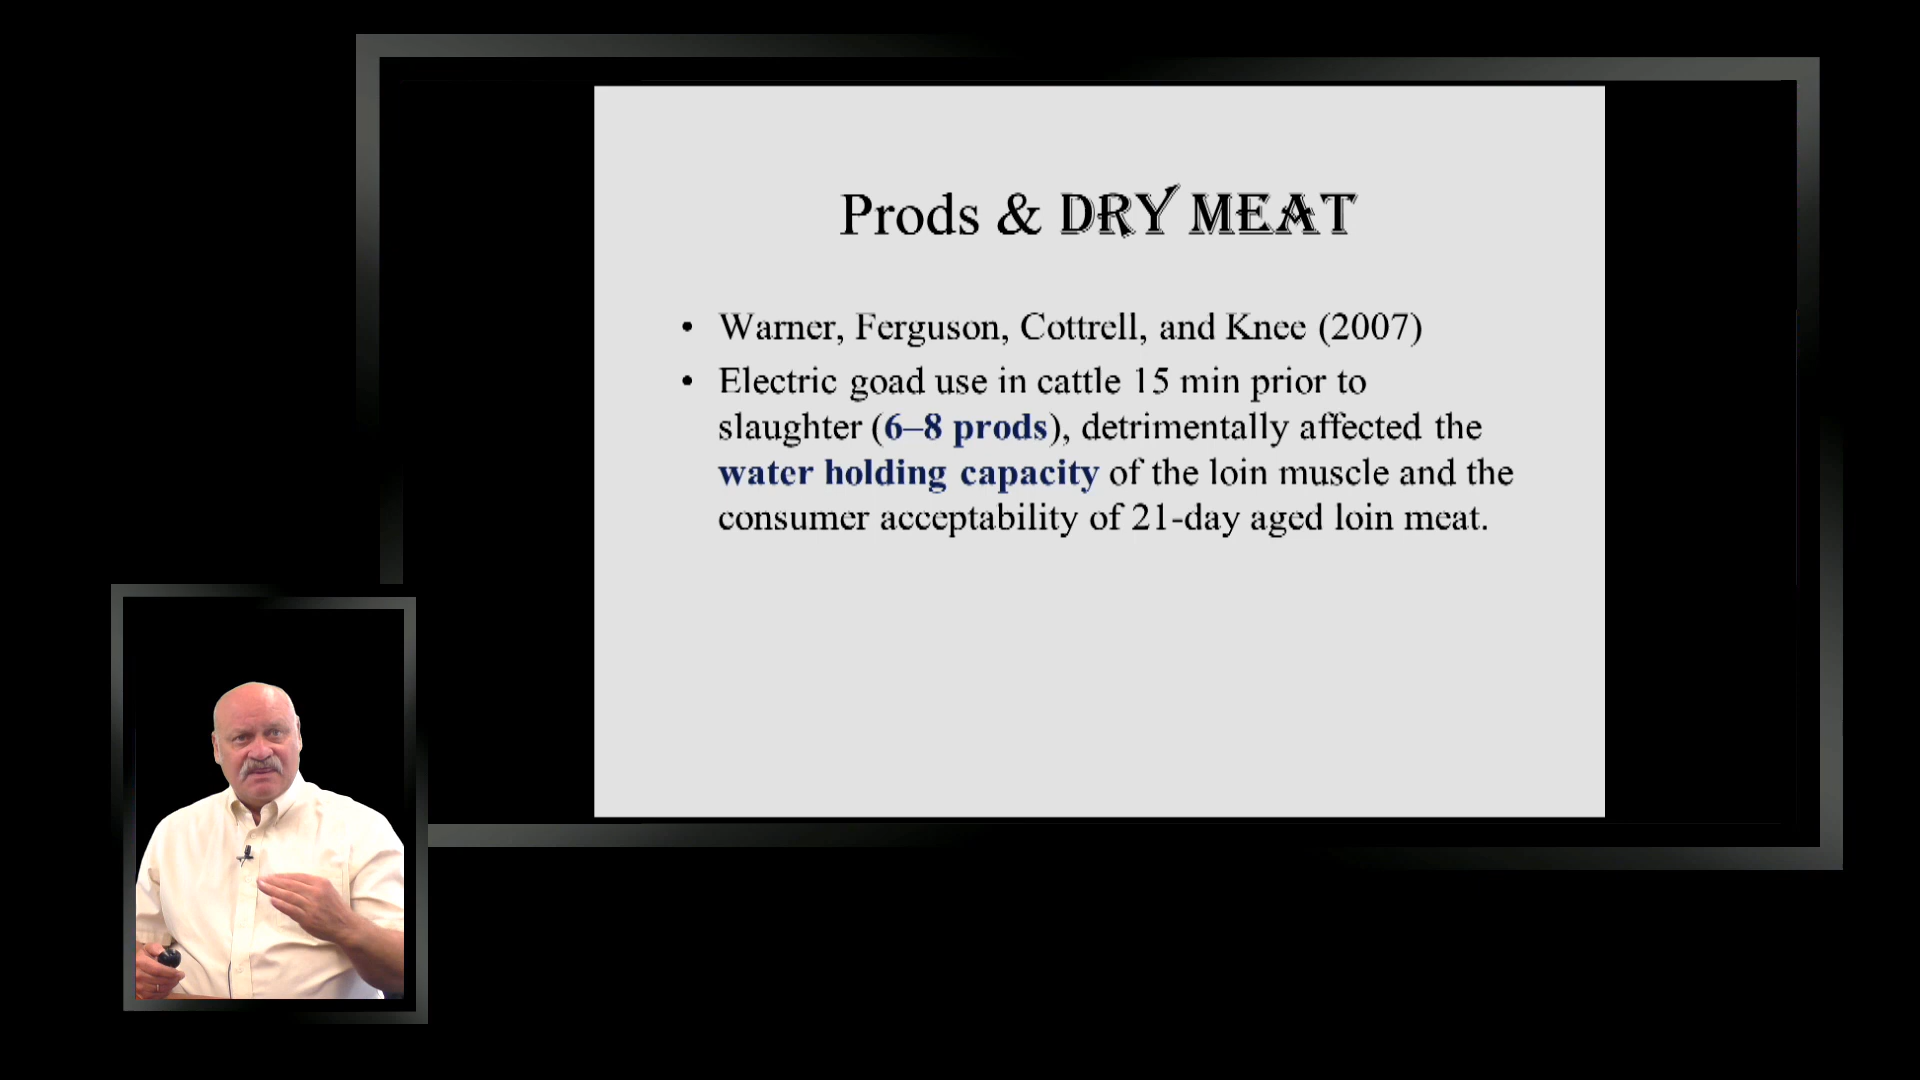 Prods & DRY MEAT
• Warner, Ferguson, Cottrell, and Knee (2007)
• Electric goad use in cattle 15 min prior to
slaughter (6–8 prods), detrimentally affected the
water holding capacity of the loin muscle and the
consumer acceptability of 21-day aged loin meat.